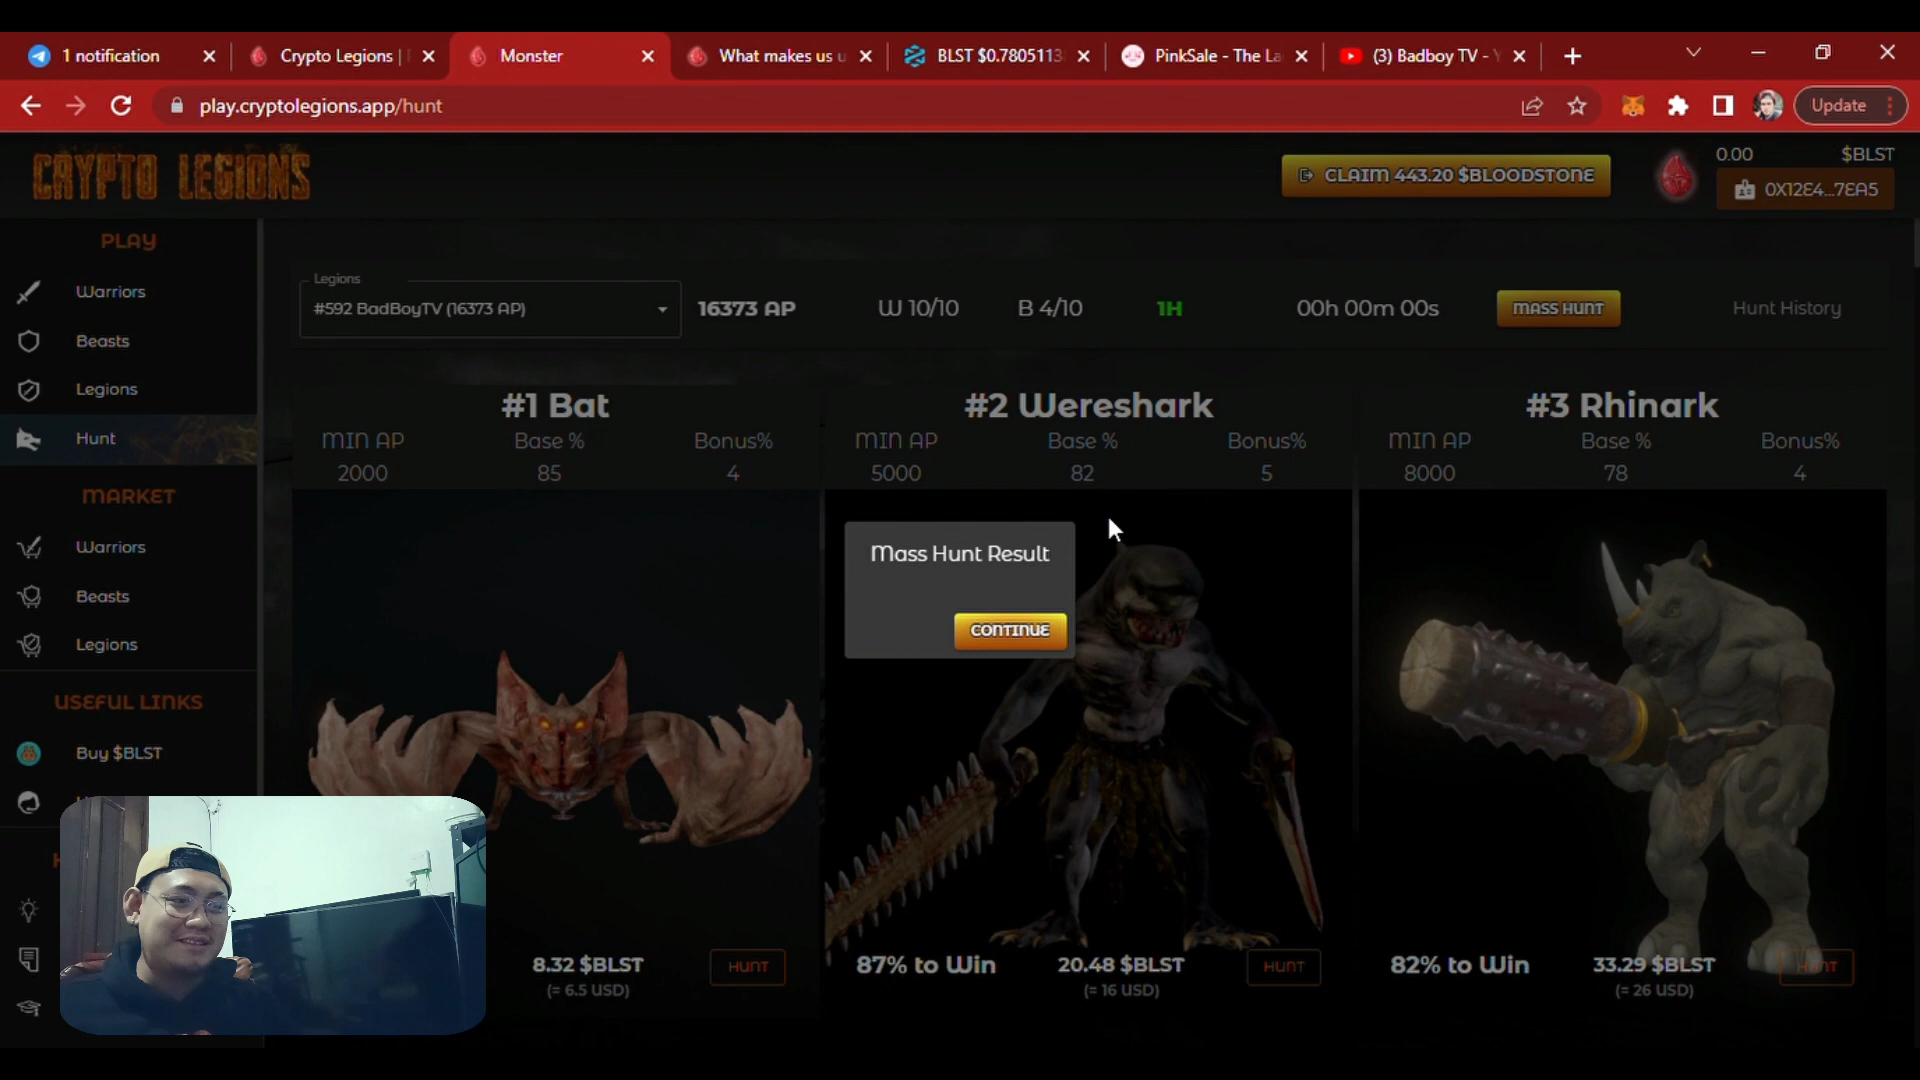 1 notification
Crypto Legions |
Monster
What makes us u
BLST $0.7805113
PinkSale - The La
(3) Badboy TV - Y
play.cryptolegions.app/hunt
Update
CRYPTO LEGIONS
CLAIM 443.20 $BLOODSTONE
0.00 $BLST
0X12E4...7EA5
PLAY
Warriors
Beasts
Legions
Hunt
MARKET
Warriors
Beasts
Legions
USEFUL LINKS
Buy $BLST
Legions
#592 BadBoyTV (16373 AP)
16373 AP
W 10/10
B 4/10
1H
00h 00m 00s
MASS HUNT
Hunt History
#1 Bat
MIN AP Base % Bonus%
2000 85 4
8.32 $BLST
(= 6.5 USD)
HUNT
#2 Wereshark
MIN AP Base % Bonus%
5000 82 5
87% to Win
20.48 $BLST
(= 16 USD)
HUNT
#3 Rhinark
MIN AP Base % Bonus%
8000 78 4
82% to Win
33.29 $BLST
(= 26 USD)
HUNT
Mass Hunt Result
CONTINUE